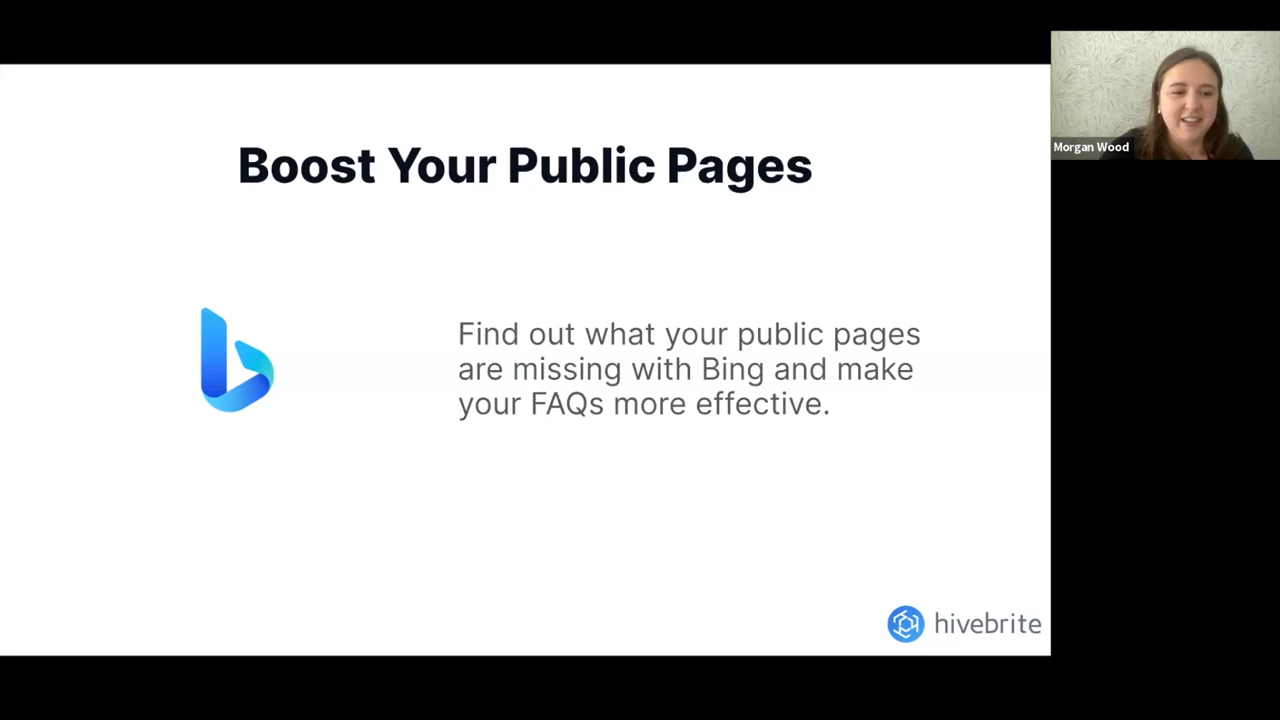 Boost Your Public Pages
Find out what your public pages
are missing with Bing and make
your FAQs more effective.
hivebrite
Morgan Wood